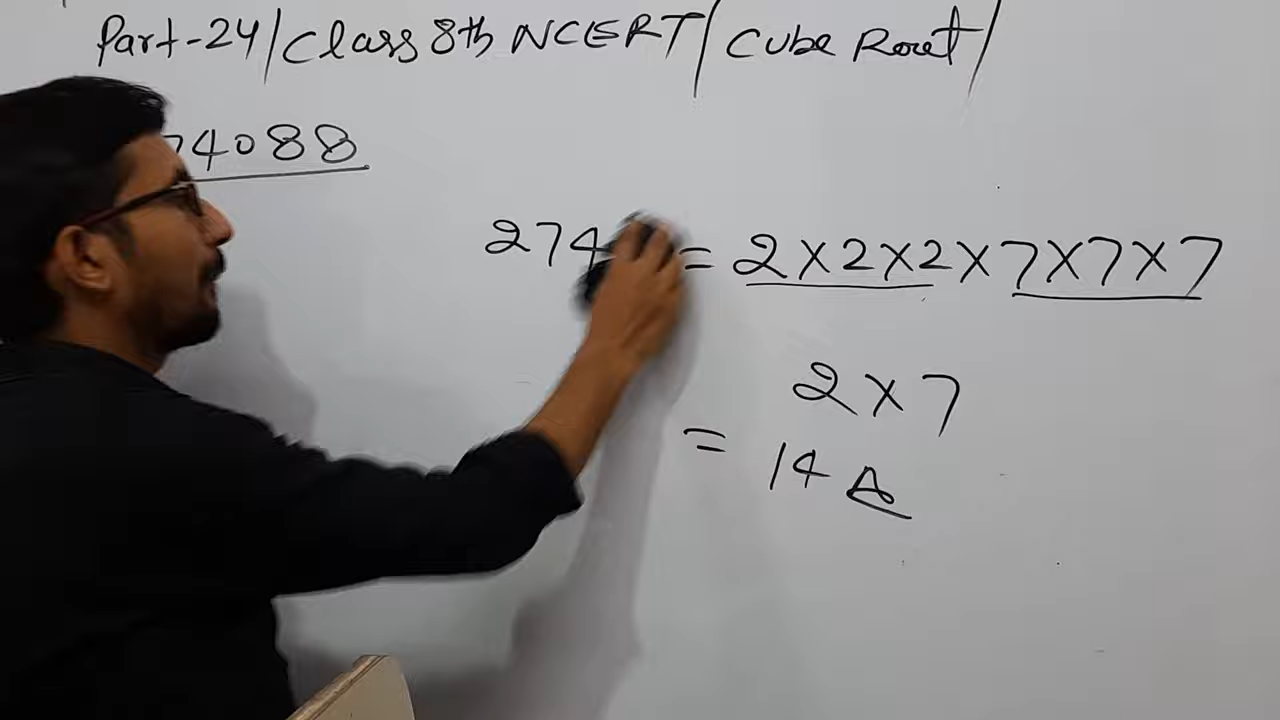 Part-24/Class 8th NCERT/Cube Root/
74088
274 = 2×2×2×7×7×7
2×7
= 14 A